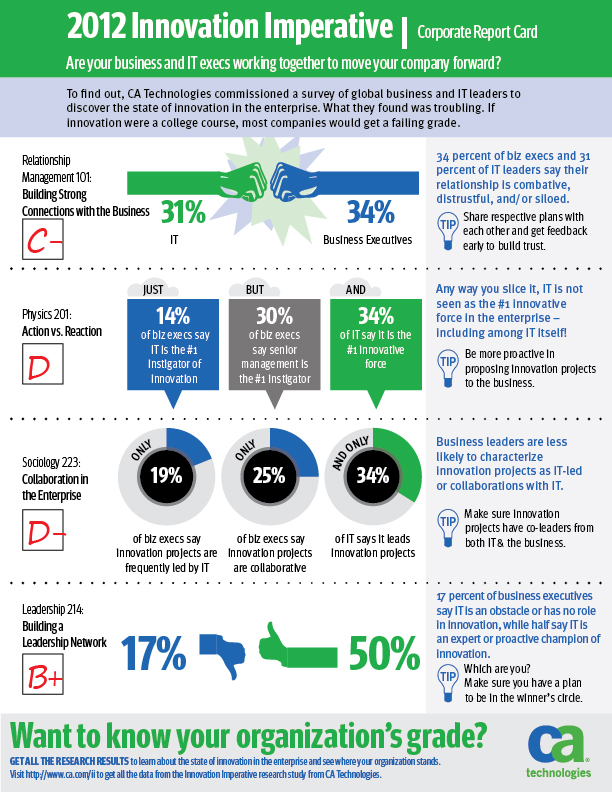 2012 Innovation Imperative | Corporate Report Card
Are your business and IT execs working together to move your company forward?
To find out, CA Technologies commissioned a survey of global business and IT leaders to
discover the state of innovation in the enterprise. What they found was troubling. If
innovation were a college course, most companies would get a failing grade.
Relationship
Management 101:
Building Strong
Connections with the Business
C-
31%
IT
34%
Business Executives
34 percent of biz execs and 31
percent of IT leaders say their
relationship is combative,
distrustful, and/or siloed.
TIP
Share respective plans with
each other and get feedback
early to build trust.
Physics 201:
Action vs. Reaction
D
JUST
14%
of biz execs say
IT is the #1
instigator of
innovation
BUT
30%
of biz execs
say senior
management is
the #1 instigator
AND
34%
of IT say it is the
#1 innovative
force
Any way you slice it, IT is not
seen as the #1 innovative
force in the enterprise –
including among IT itself!
TIP
Be more proactive in
proposing innovation projects
to the business.
Sociology 223:
Collaboration in
the Enterprise
D-
ONLY
19%
of biz execs say
innovation projects are
frequently led by IT
ONLY
25%
of biz execs say
innovation projects
are collaborative
AND ONLY
34%
of IT says it leads
innovation projects
Business leaders are less
likely to characterize
innovation projects as IT-led
or collaborations with IT.
TIP
Make sure innovation
projects have co-leaders from
both IT & the business.
Leadership 214:
Building a
Leadership Network
B+
17%
50%
17 percent of business executives
say IT is an obstacle or has no role
in innovation, while half say IT is
an expert or proactive champion of
innovation.
TIP
Which are you?
Make sure you have a plan
to be in the winner's circle.
Want to know your organization's grade?
GET ALL THE RESEARCH RESULTS to learn about the state of innovation in the enterprise and see where your organization stands.
Visit http://www.ca.com/ii to get all the data from the Innovation Imperative research study from CA Technologies.
ca®
technologies